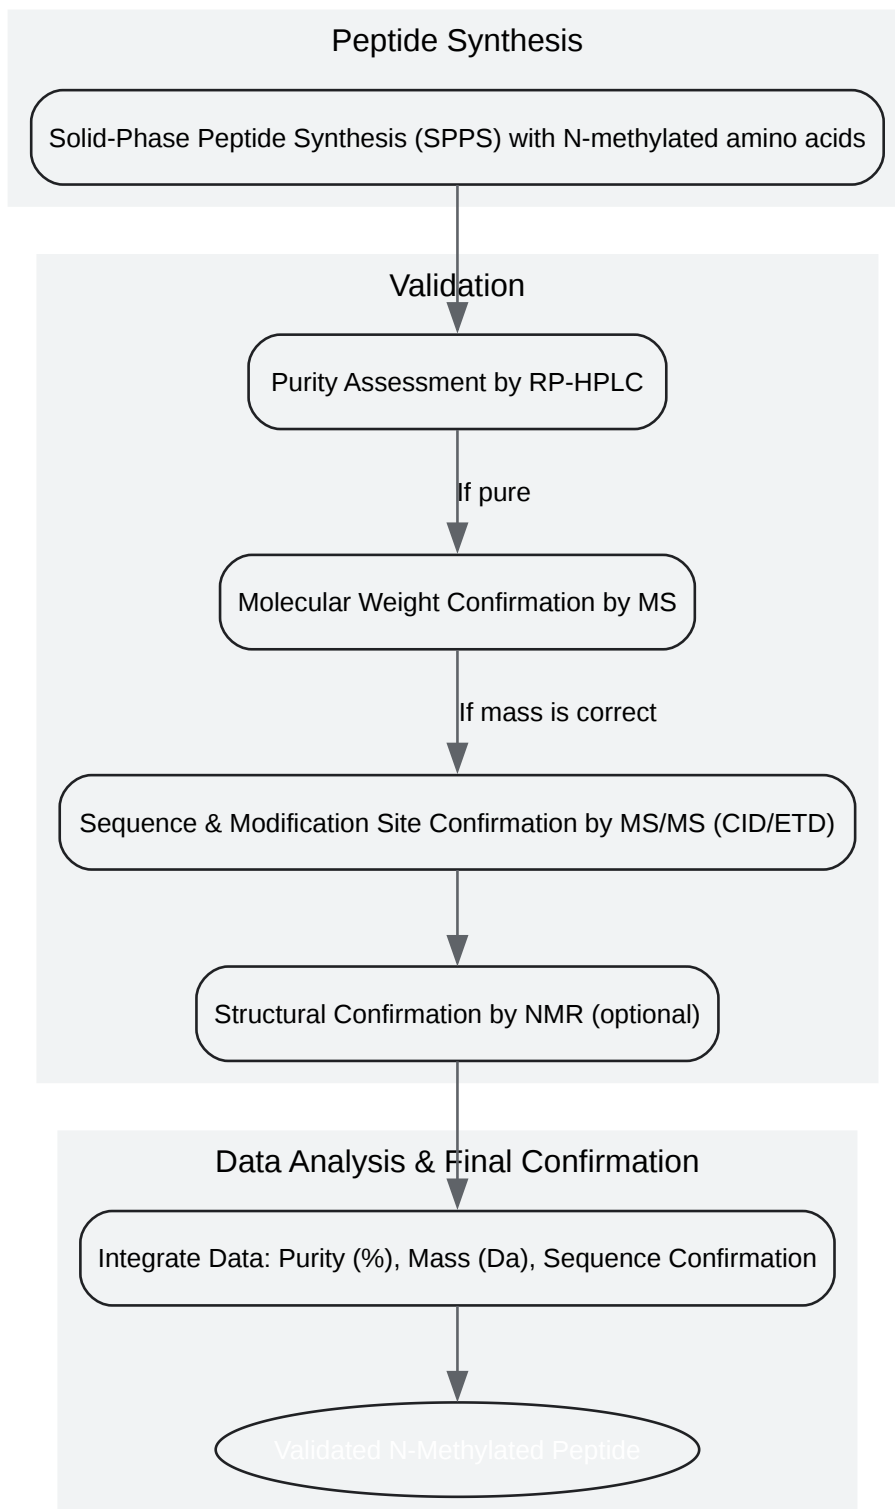 Peptide Synthesis
Solid-Phase Peptide Synthesis (SPPS) with N-methylated amino acids
Validation
Purity Assessment by RP-HPLC
If pure
Molecular Weight Confirmation by MS
If mass is correct
Sequence & Modification Site Confirmation by MS/MS (CID/ETD)
Structural Confirmation by NMR (optional)
Data Analysis & Final Confirmation
Integrate Data: Purity (%), Mass (Da), Sequence Confirmation
Validated N-Methylated Peptide